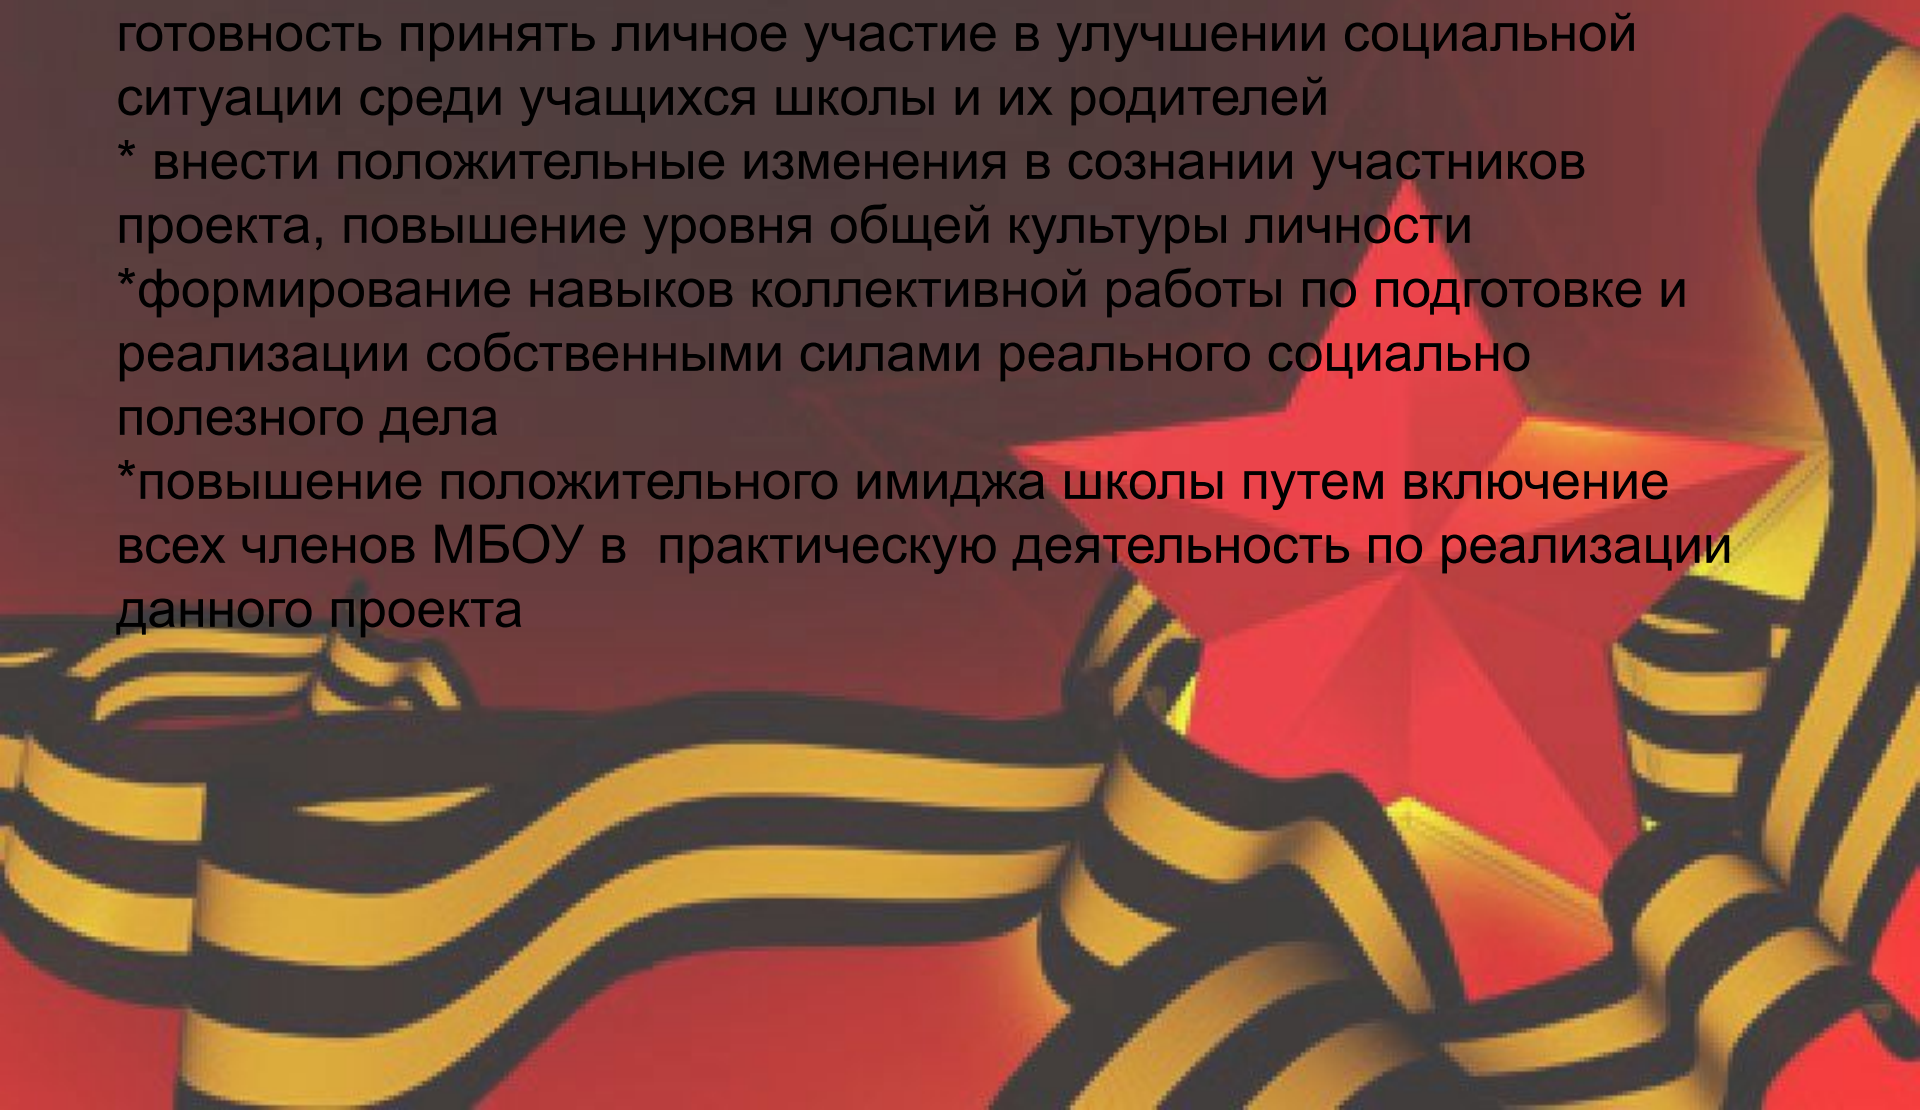 готовность принять личное участие в улучшении социальной
ситуации среди учащихся школы и их родителей
* внести положительные изменения в сознании участников
проекта, повышение уровня общей культуры личности
*формирование навыков коллективной работы по подготовке и
реализации собственными силами реального социально
полезного дела
*повышение положительного имиджа школы путем включение
всех членов МБОУ в  практическую деятельность по реализации
данного проекта